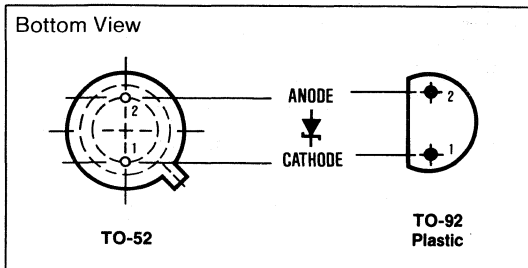 Bottom View
ANODE
2
2
1
CATHODE
1
TO-52
TO-92
Plastic